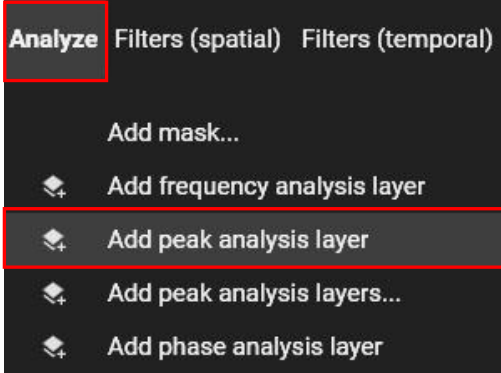 Analyze Filters (spatial) Filters (temporal)
Add mask...
Add frequency analysis layer
Add peak analysis layer
Add peak analysis layers...
Add phase analysis layer